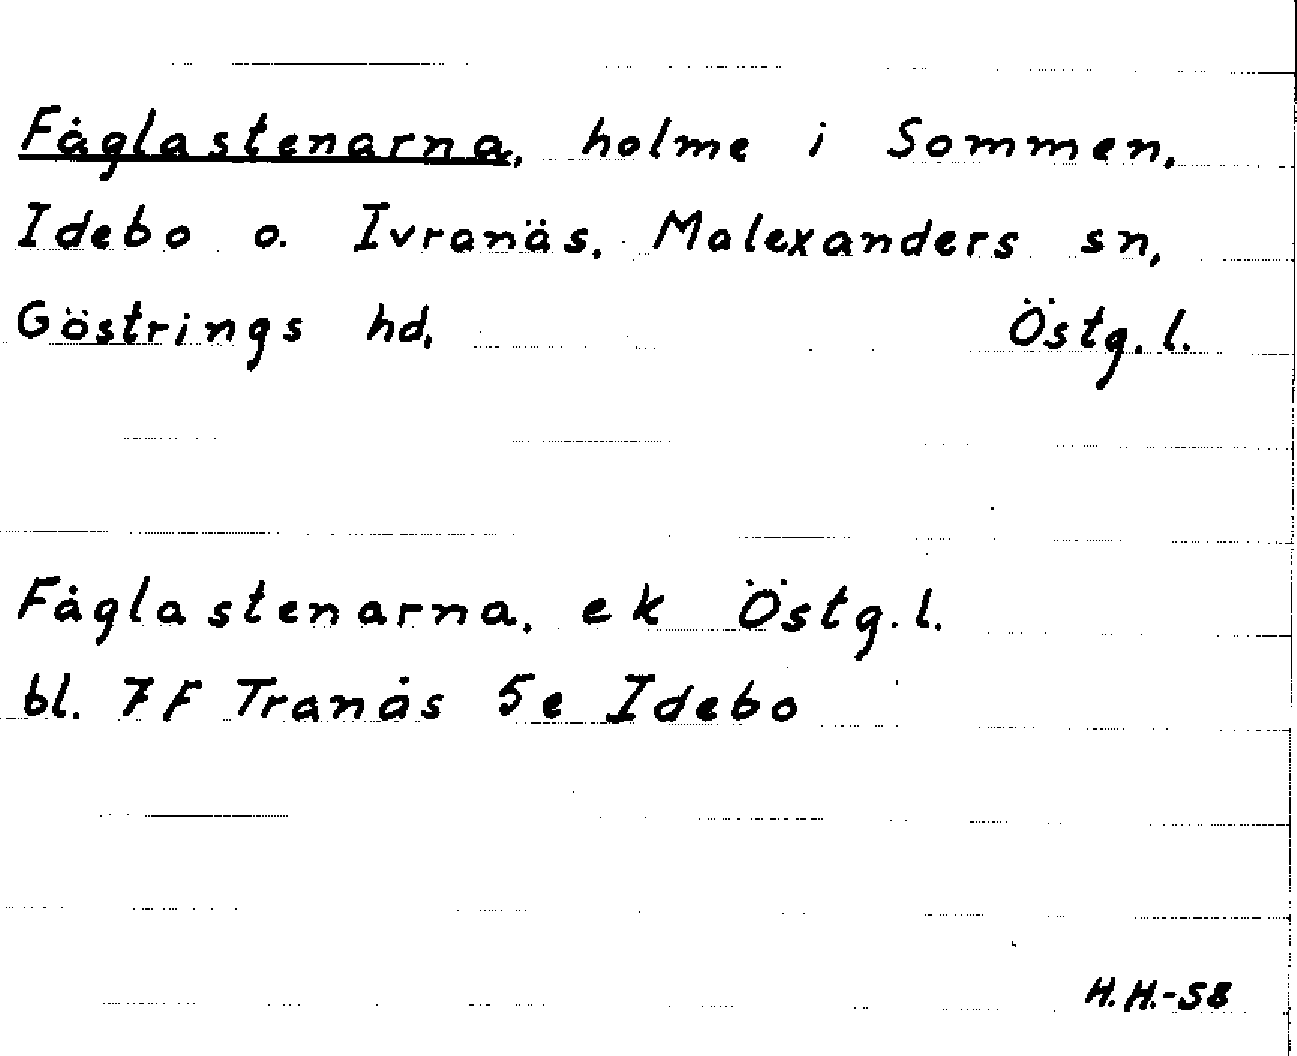 Fåglastenarna, holme i Sommen,
Idebo o. Ivranäs, Malexanders sn,
Göstrings hd, Östg.l.
Fåglastenarna, ek Östg.l.
bl. 7F Tranås 5e Idebo
H.H.-58